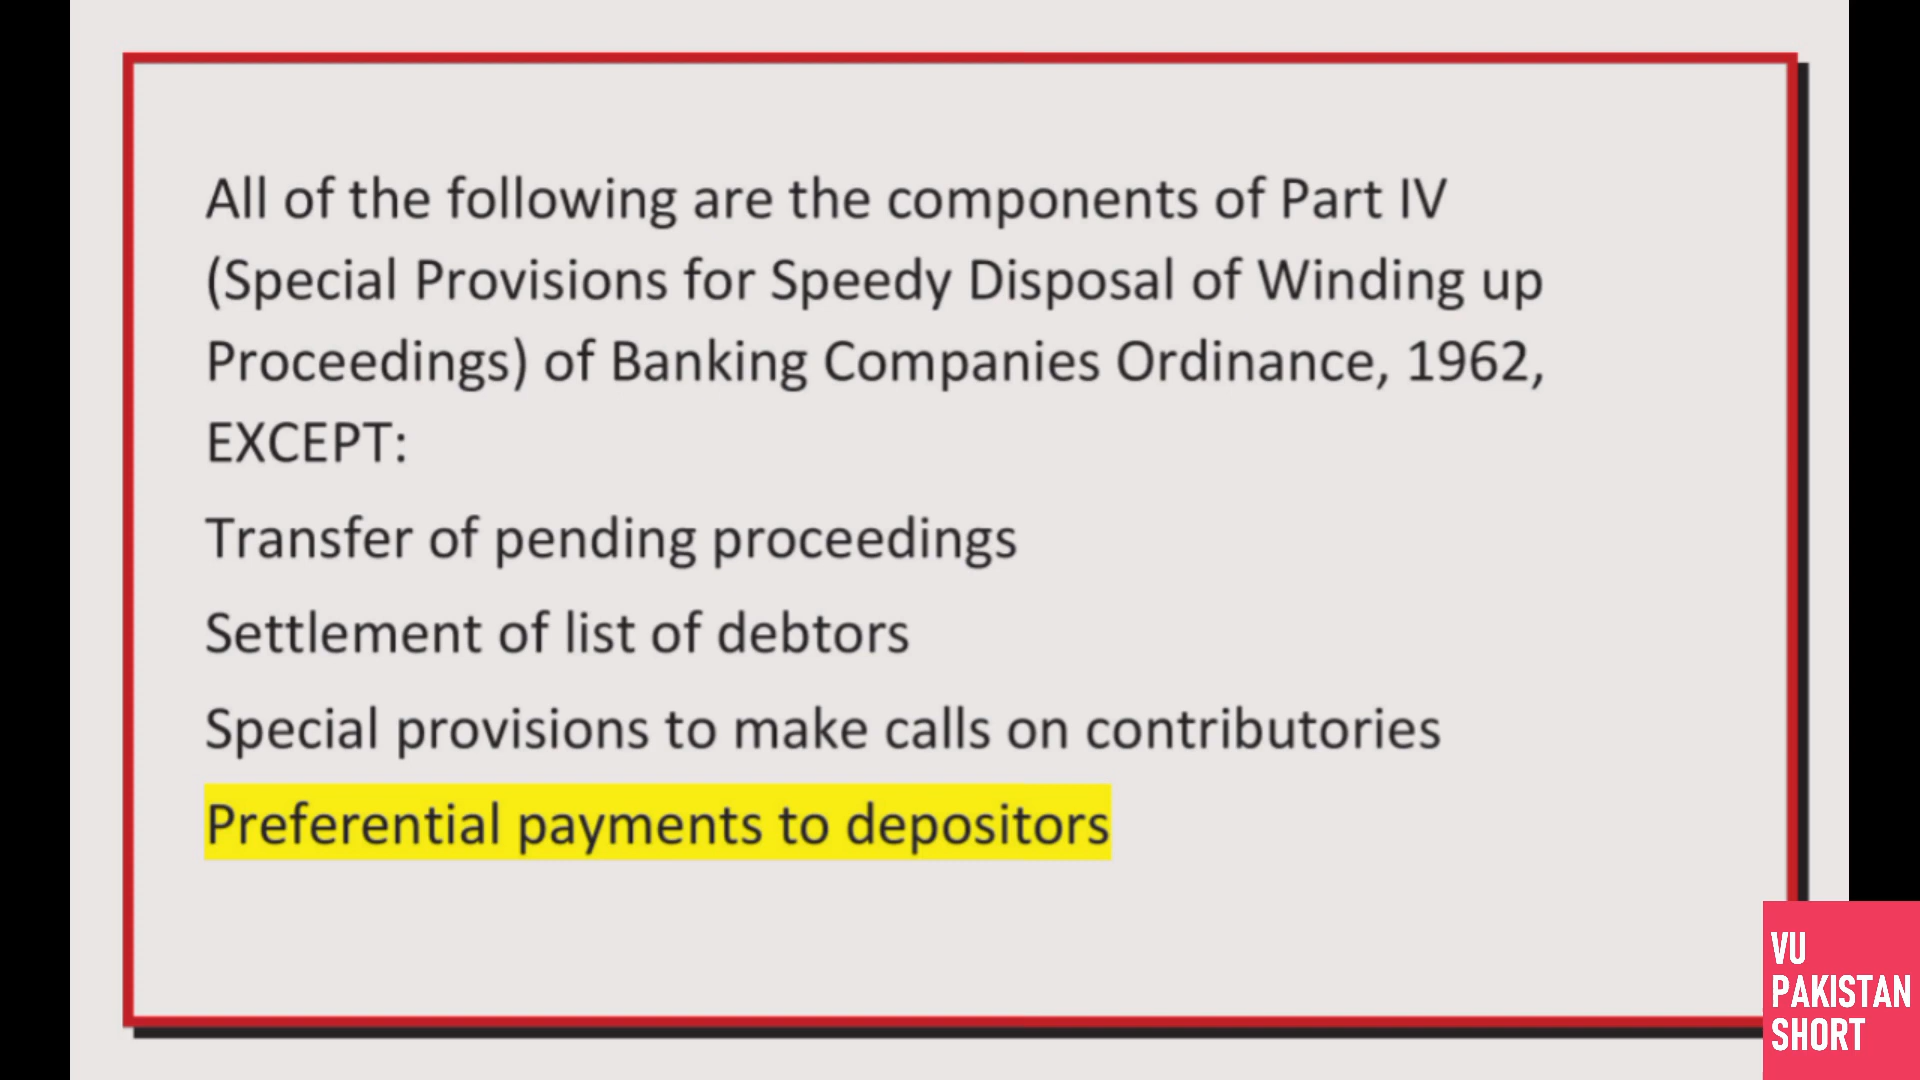 All of the following are the components of Part IV
(Special Provisions for Speedy Disposal of Winding up
Proceedings) of Banking Companies Ordinance, 1962,
EXCEPT:
Transfer of pending proceedings
Settlement of list of debtors
Special provisions to make calls on contributories
Preferential payments to depositors
VU
PAKISTAN
SHORT